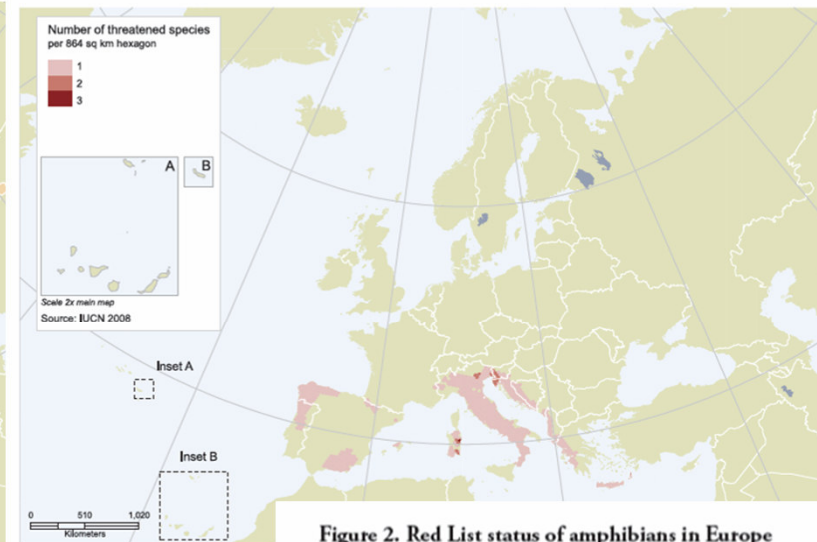 Number of threatened species
per 864 sq km hexagon
1
2
3
A
B
Scale 2x main map
Source: IUCN 2008
Inset A
Inset B
0 510 1,020
Kilometers
Figure 2. Red List status of amphibians in Europe